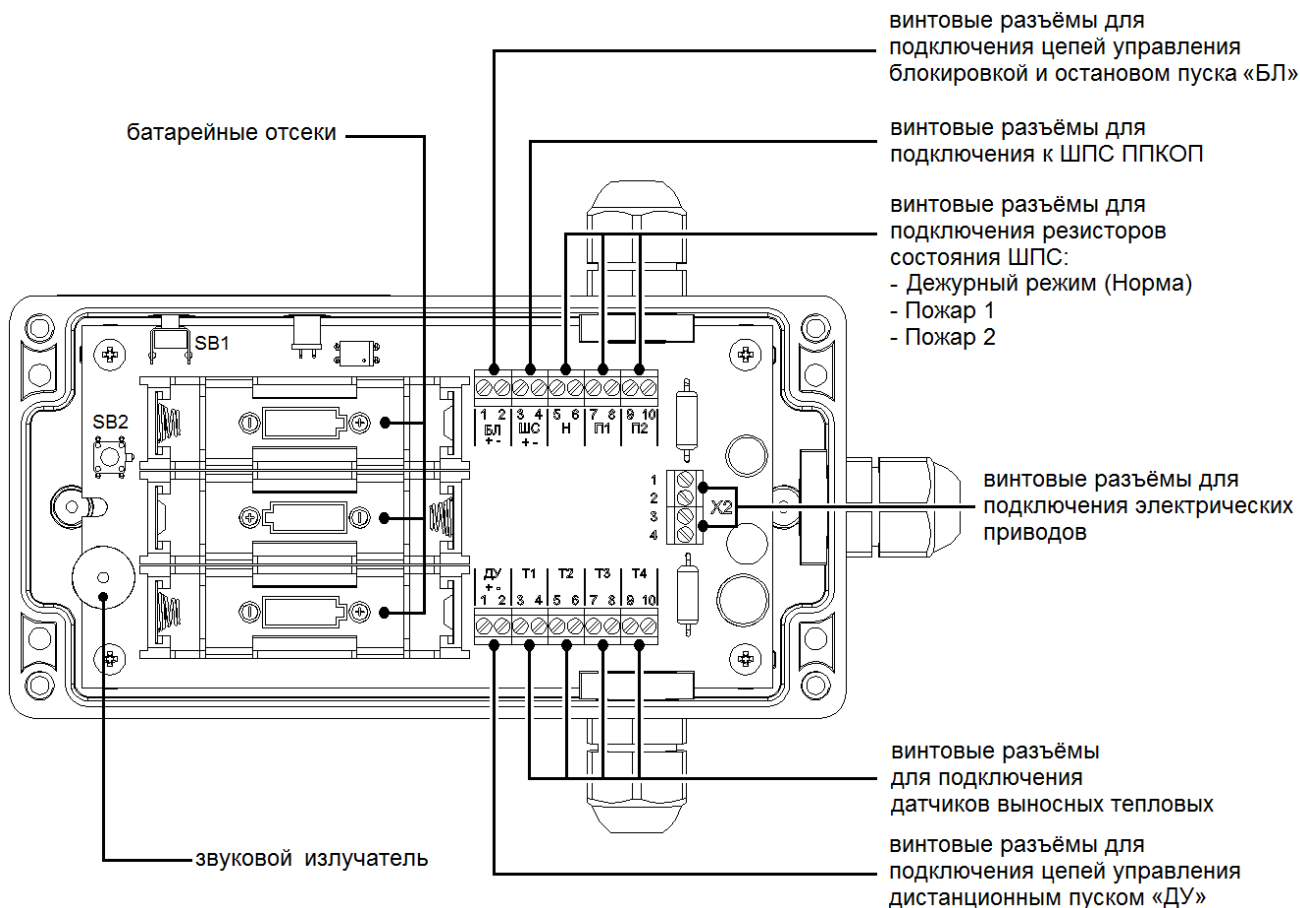 винтовые разъёмы для
подключения цепей управления
блокировкой и остановом пуска «БЛ»
батарейные отсеки
винтовые разъёмы для
подключения к ШПС ППКОП
винтовые разъёмы для
подключения резисторов
состояния ШПС:
- Дежурный режим (Норма)
- Пожар 1
- Пожар 2
SB1
SB2
1 2 3 4 5 6 7 8 9 10
БЛ ШС Н П1 П2
+ - + -
1
2
3
4
X2
винтовые разъёмы для
подключения электрических
приводов
ДУ Т1 Т2 Т3 Т4
+ -
1 2 3 4 5 6 7 8 9 10
винтовые разъёмы
для подключения
датчиков выносных тепловых
звуковой излучатель
винтовые разъёмы для
подключения цепей управления
дистанционным пуском «ДУ»